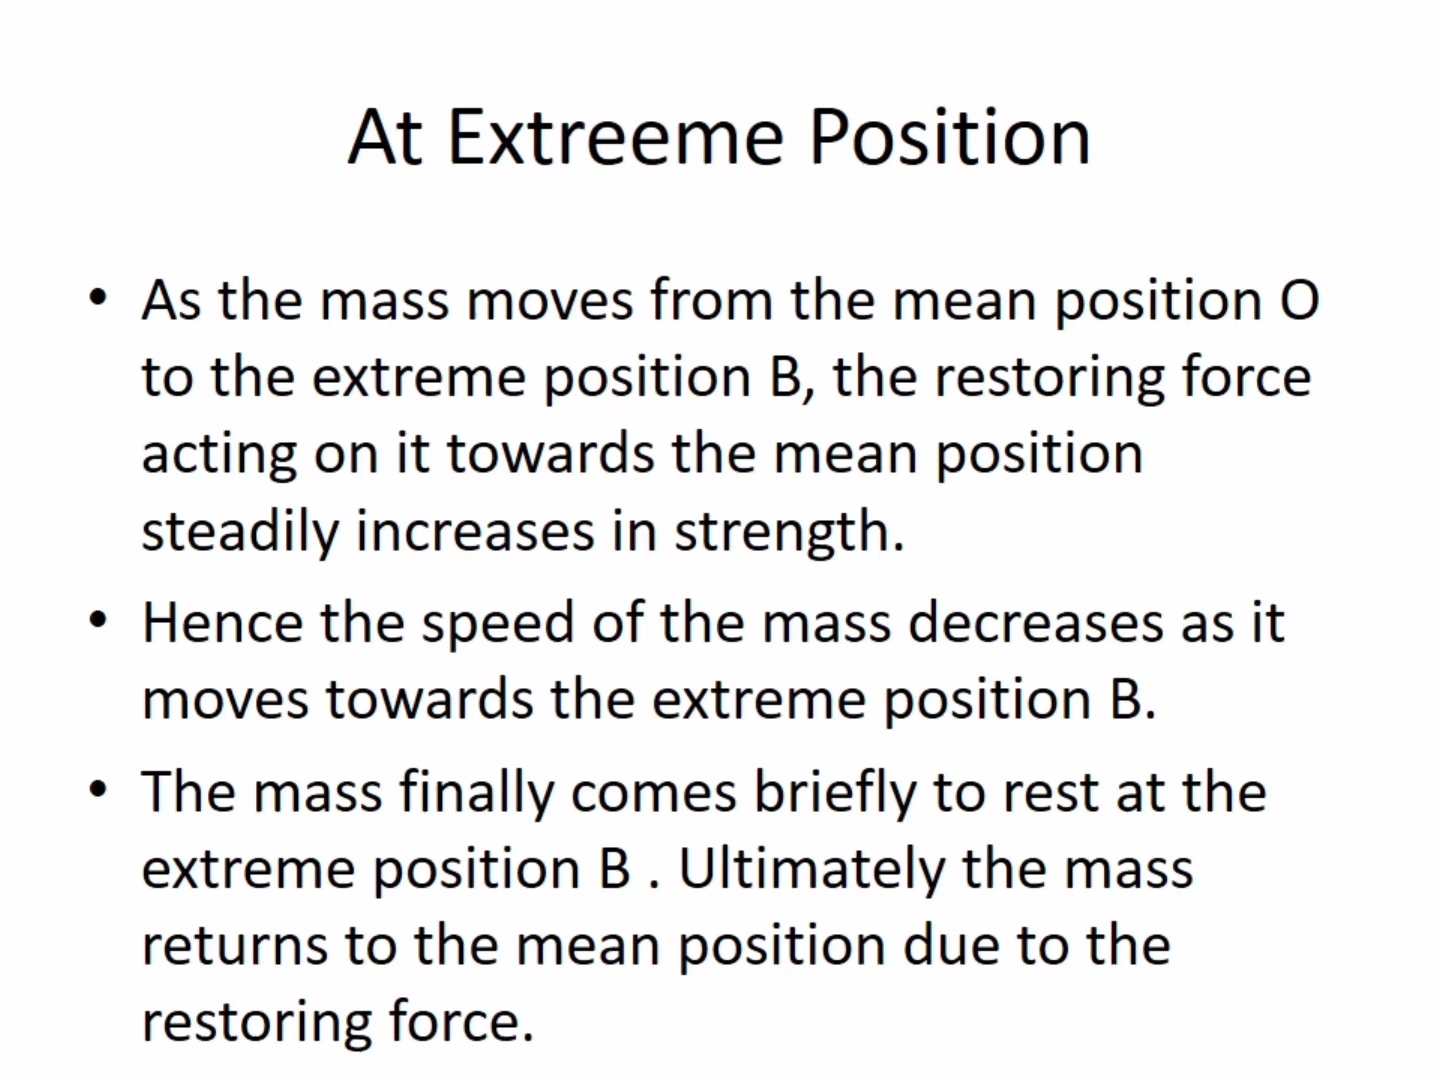 At Extreeme Position
• As the mass moves from the mean position O
to the extreme position B, the restoring force
acting on it towards the mean position
steadily increases in strength.
• Hence the speed of the mass decreases as it
moves towards the extreme position B.
• The mass finally comes briefly to rest at the
extreme position B . Ultimately the mass
returns to the mean position due to the
restoring force.